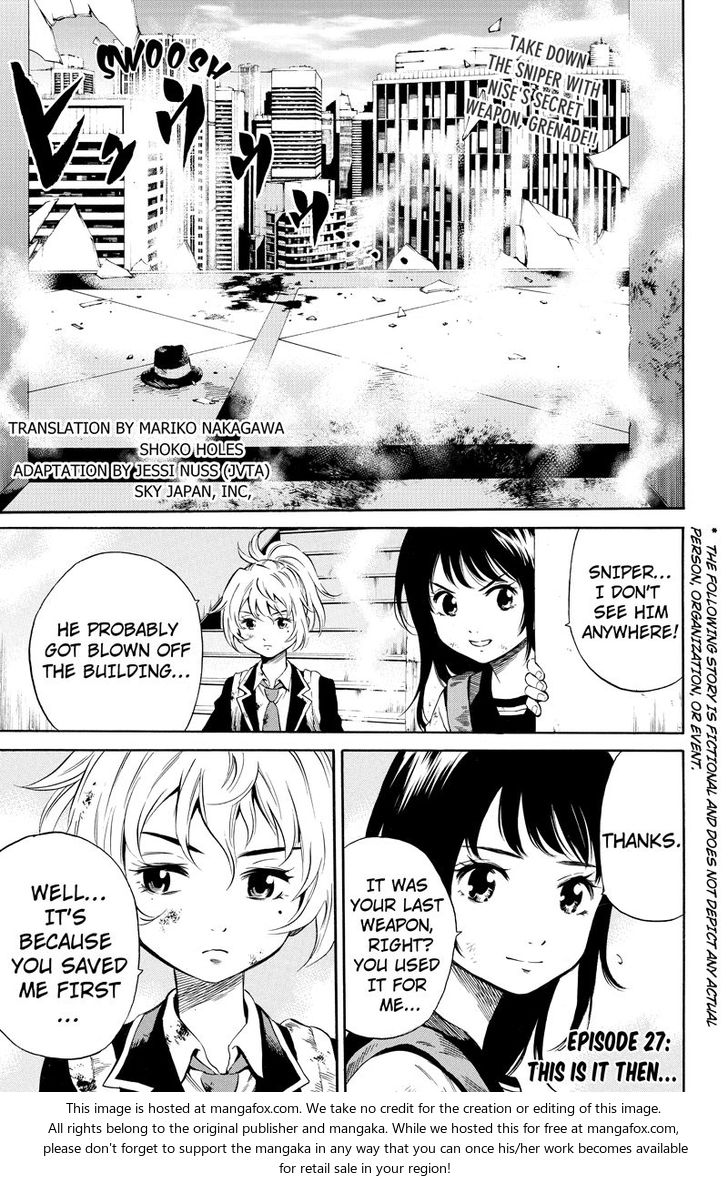 SWOOSH
ビュウウウ
TAKE DOWN
THE SNIPER WITH
NISE'S SECRET
WEAPON, GRENADE!!
TRANSLATION BY MARIKO NAKAGAWA
SHOKO HOLES
ADAPTATION BY JESSI NUSS (JVTA)
SKY JAPAN, INC,
* THE FOLLOWING STORY IS FICTIONAL AND DOES NOT DEPICT ANY ACTUAL
PERSON, ORGANIZATION, OR EVENT.
SNIPER...
I DON'T
SEE HIM
ANYWHERE!
HE PROBABLY
GOT BLOWN OFF
THE BUILDING...
THANKS.
IT WAS
YOUR LAST
WEAPON,
RIGHT?
YOU USED
IT FOR
ME...
WELL...
IT'S
BECAUSE
YOU SAVED
ME FIRST
...
EPISODE 27:
THIS IS IT THEN...
This image is hosted at mangafox.com. We take no credit for the creation or editing of this image.
All rights belong to the original publisher and mangaka. While we hosted this for free at mangafox.com,
please don't forget to support the mangaka in any way that you can once his/her work becomes available
for retail sale in your region!